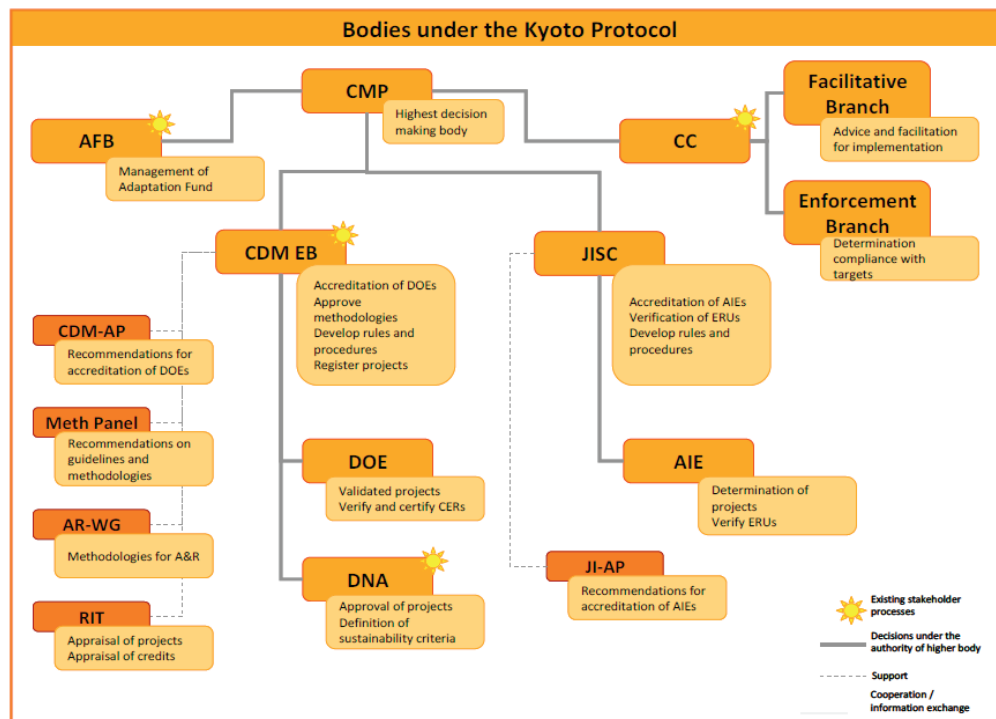 Bodies under the Kyoto Protocol
CMP
Highest decision
making body
AFB
Management of
Adaptation Fund
CC
Facilitative
Branch
Advice and facilitation
for implementation
Enforcement
Branch
Determination
compliance with
targets
CDM EB
Accreditation of DOEs
Approve
methodologies
Develop rules and
procedures
Register projects
JISC
Accreditation of AIEs
Verification of ERUs
Develop rules and
procedures
CDM-AP
Recommendations for
accreditation of DOEs
Meth Panel
Recommendations on
guidelines and
methodologies
AR-WG
Methodologies for A&R
RIT
Appraisal of projects
Appraisal of credits
DOE
Validated projects
Verify and certify CERs
DNA
Approval of projects
Definition of
sustainability criteria
AIE
Determination of
projects
Verify ERUs
JI-AP
Recommendations for
accreditation of AIEs
Existing stakeholder
processes
Decisions under the
authority of higher body
Support
Cooperation /
information exchange